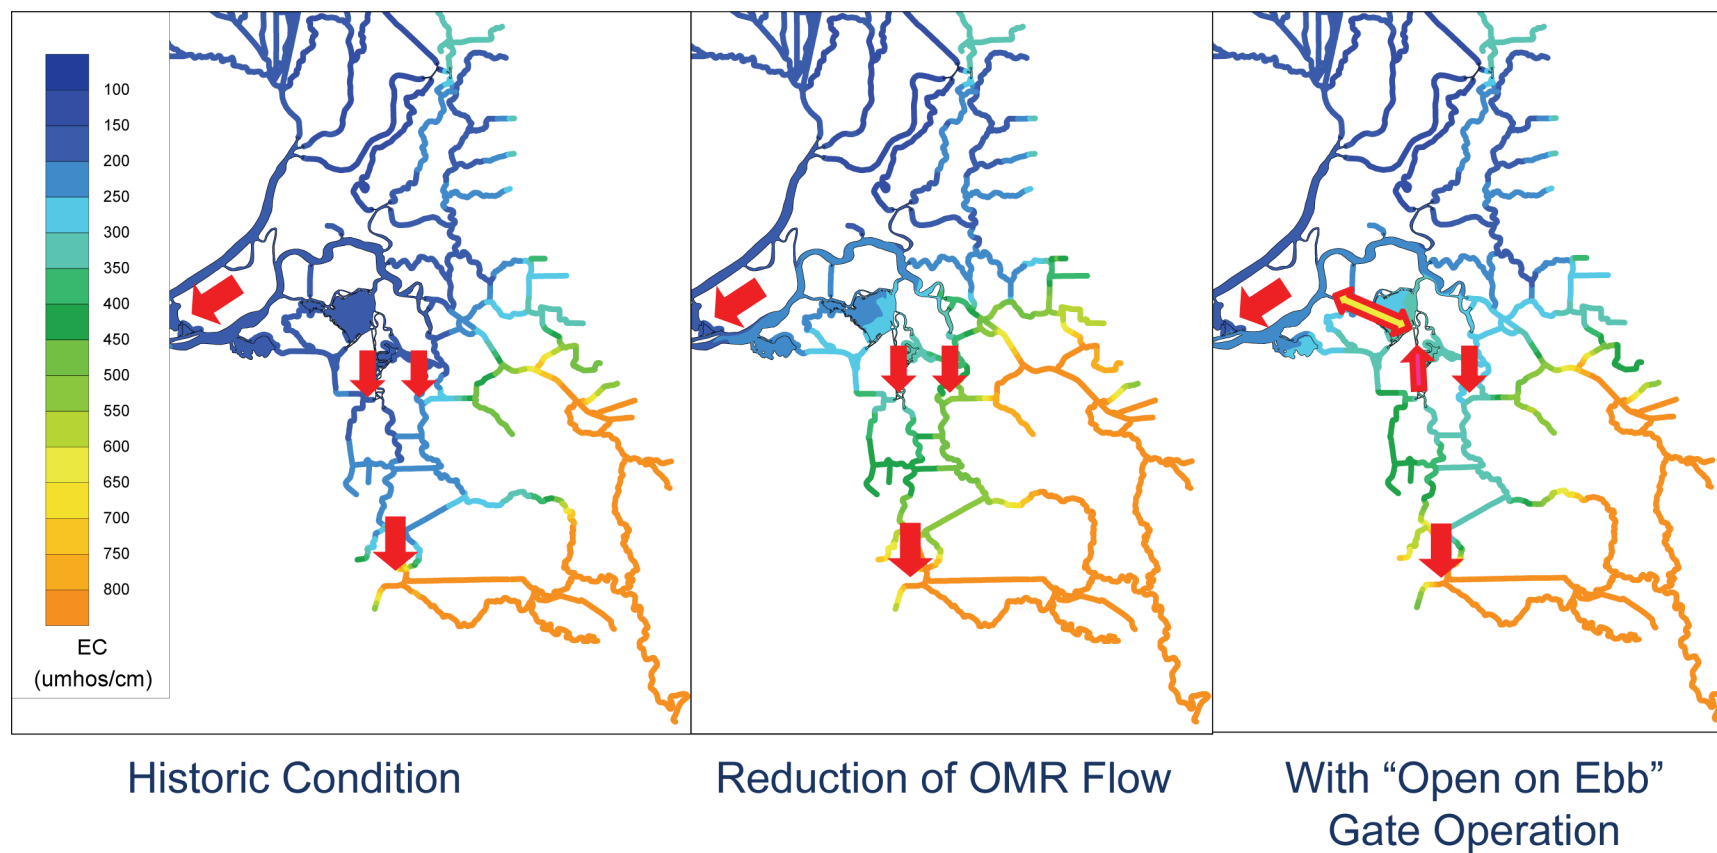 100
150
200
250
300
350
400
450
500
550
600
650
700
750
800
EC
(umhos/cm)
Historic Condition
Reduction of OMR Flow
With “Open on Ebb”
Gate Operation